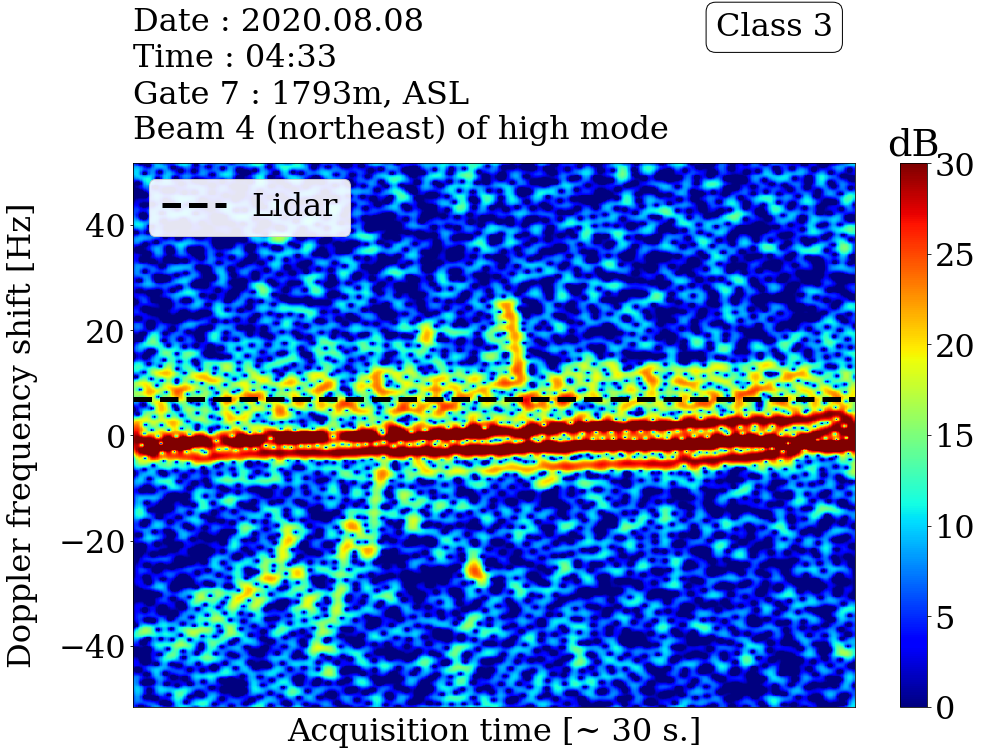 Date : 2020.08.08
Time : 04:33
Gate 7 : 1793m, ASL
Beam 4 (northeast) of high mode
Class 3
dB
30
25
20
15
10
5
0
Lidar
Doppler frequency shift [Hz]
40
20
0
−20
−40
Acquisition time [~ 30 s.]